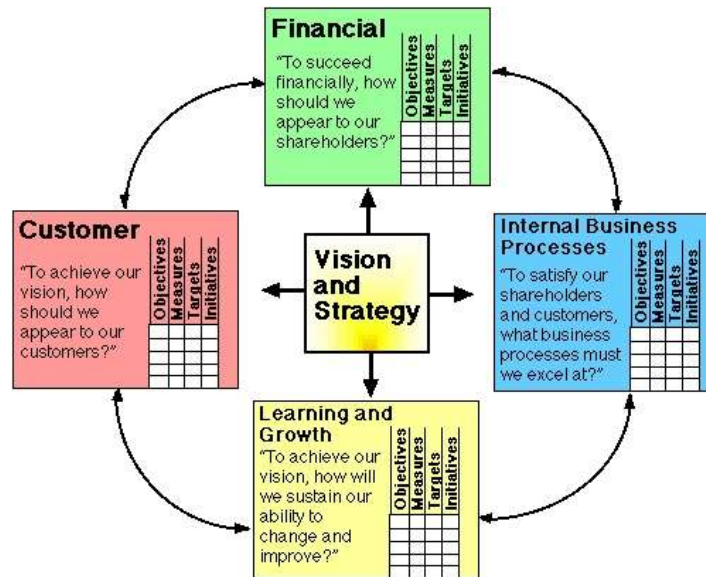 Financial
“To succeed
financially, how
should we
appear to our
shareholders?”
Objectives
Measures
Targets
Initiatives
Customer
“To achieve our
vision, how
should we
appear to our
customers?”
Objectives
Measures
Targets
Initiatives
Vision
and
Strategy
Internal Business
Processes
“To satisfy our
shareholders
and customers,
what business
processes must
we excel at?”
Objectives
Measures
Targets
Initiatives
Learning and
Growth
“To achieve our
vision, how will
we sustain our
ability to
change and
improve?”
Objectives
Measures
Targets
Initiatives